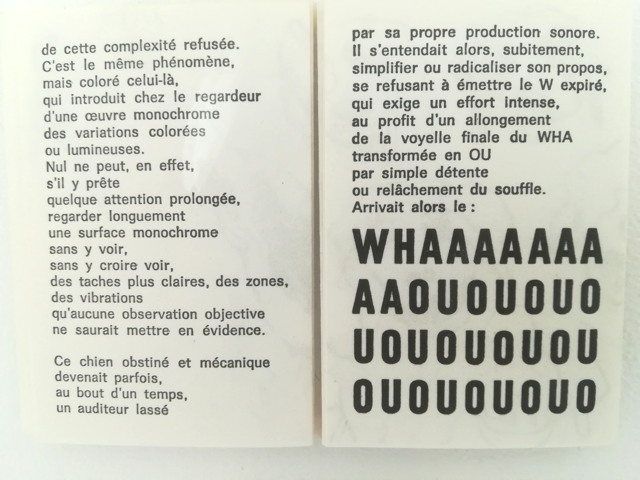 de cette complexité refusée.
C'est le même phénomène,
mais coloré celui-là,
qui introduit chez le regardeur
d'une œuvre monochrome
des variations colorées
ou lumineuses.
Nul ne peut, en effet,
s'il y prête
quelque attention prolongée,
regarder longuement
une surface monochrome
sans y voir,
sans y croire voir,
des taches plus claires, des zones,
des vibrations
qu'aucune observation objective
ne saurait mettre en évidence.
Ce chien obstiné et mécanique
devenait parfois,
au bout d'un temps,
un auditeur lassé
par sa propre production sonore.
Il s'entendait alors, subitement,
simplifier ou radicaliser son propos,
se refusant à émettre le W expiré,
qui exige un effort intense,
au profit d'un allongement
de la voyelle finale du WHA
transformée en OU
par simple détente
ou relâchement du souffle.
Arrivait alors le :
WHAAAAAAAA
AAOUOUOUOUO
UOUOUOUOUOU
OUOUOUOUOUO